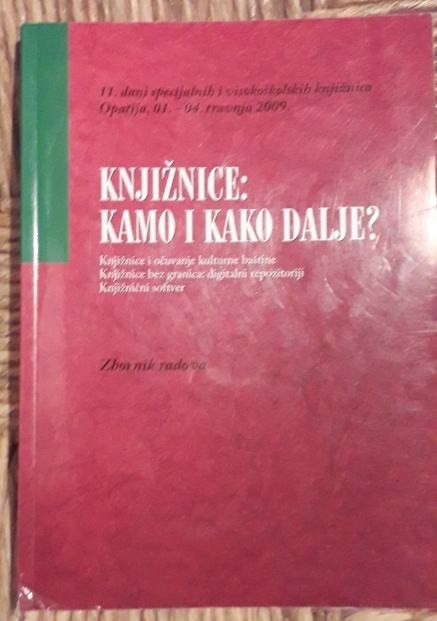 11. dani specijalnih i visokoškolskih knjižnica
Opatija, 01. – 04. travnja 2009.
KNJIŽNICE:
KAMO I KAKO DALJE?
Knjižnice i očuvanje kulturne baštine
Knjižnice bez granica: digitalni repozitoriji
Knjižnični softver
Zbornik radova